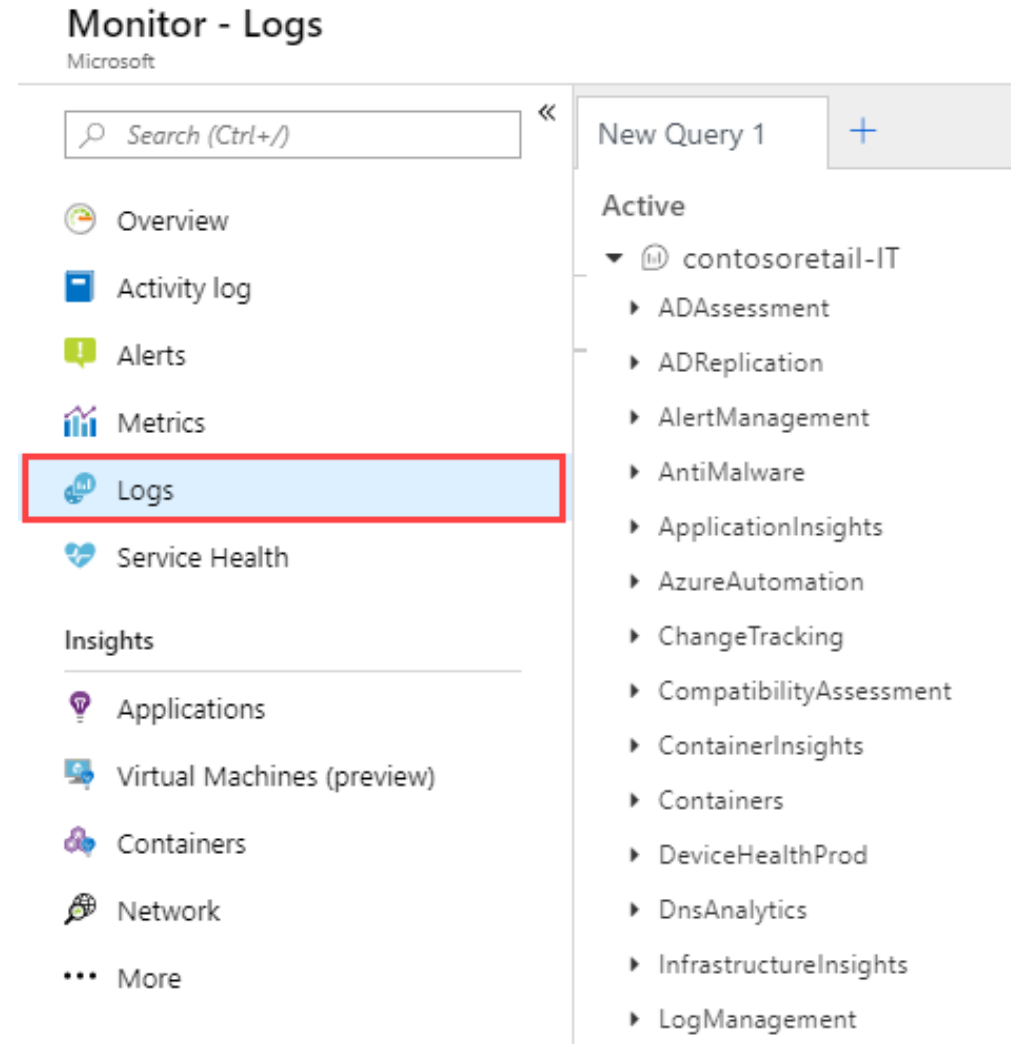 Monitor - Logs
Microsoft
Search (Ctrl+/)
Overview
Activity log
Alerts
Metrics
Logs
Service Health
Insights
Applications
Virtual Machines (preview)
Containers
Network
More
New Query 1
Active
contosoretail-IT
ADAssessment
ADReplication
AlertManagement
AntiMalware
ApplicationInsights
AzureAutomation
ChangeTracking
CompatibilityAssessment
ContainerInsights
Containers
DeviceHealthProd
DnsAnalytics
InfrastructureInsights
LogManagement